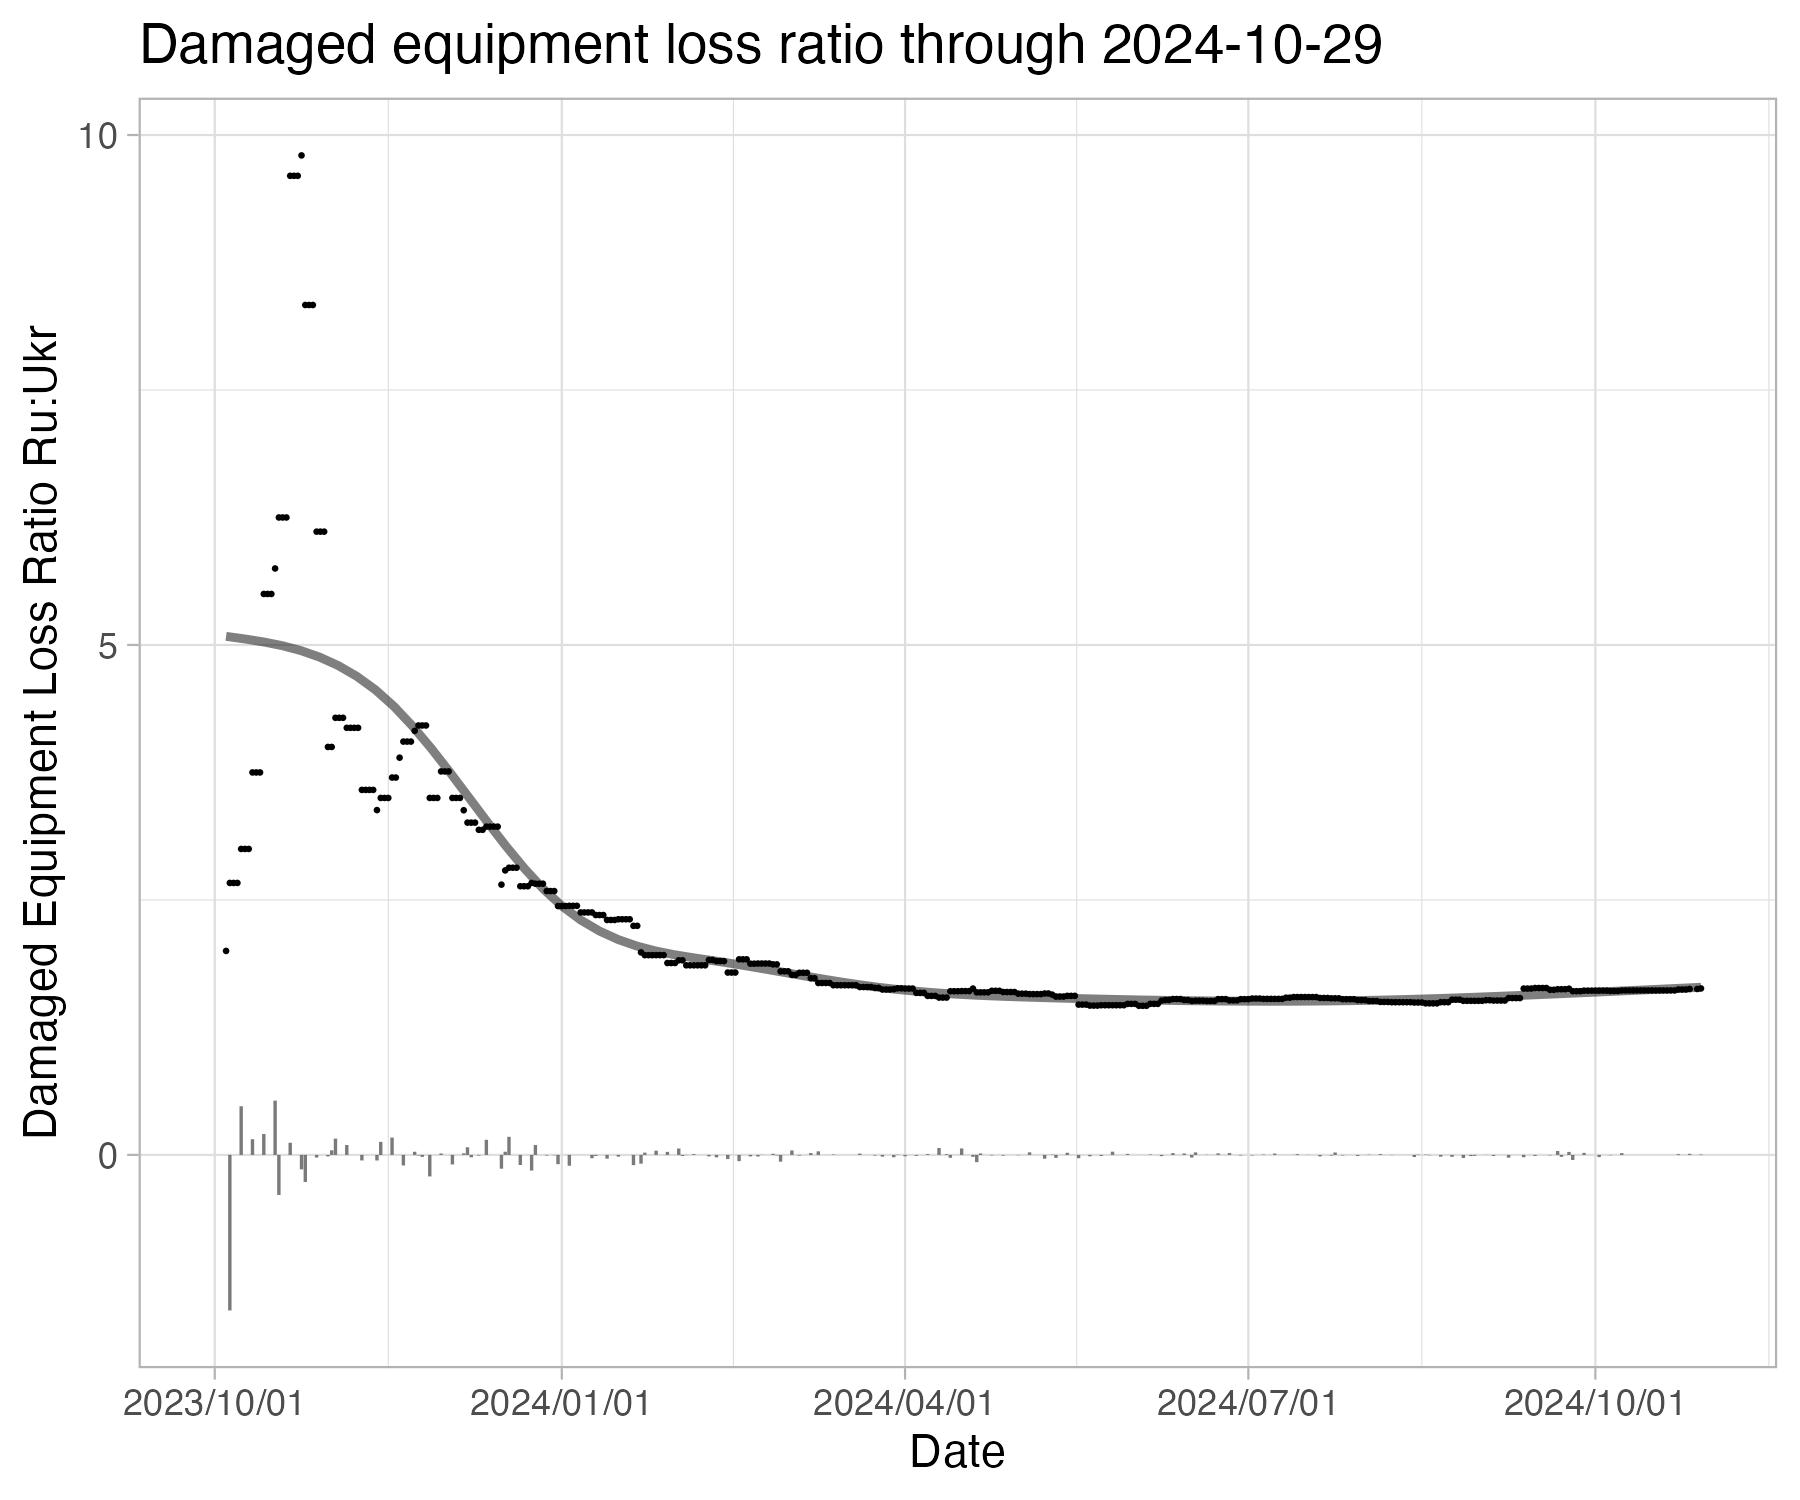 Damaged equipment loss ratio through 2024-10-29
Damaged Equipment Loss Ratio Ru:Ukr
10
5
0
2023/10/01
2024/01/01
2024/04/01
2024/07/01
2024/10/01
Date